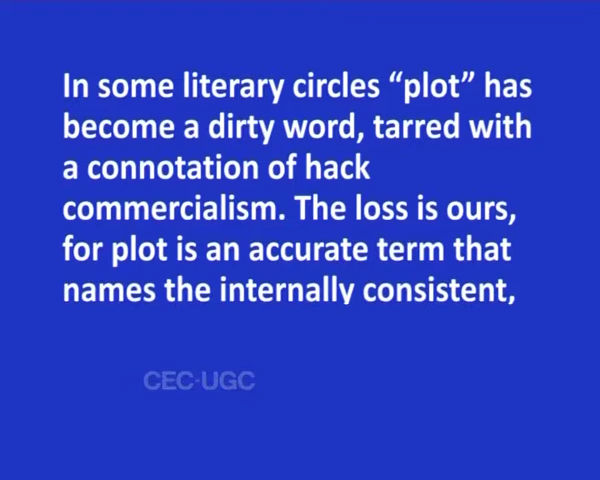 In some literary circles “plot” has
become a dirty word, tarred with
a connotation of hack
commercialism. The loss is ours,
for plot is an accurate term that
names the internally consistent,
CEC-UGC